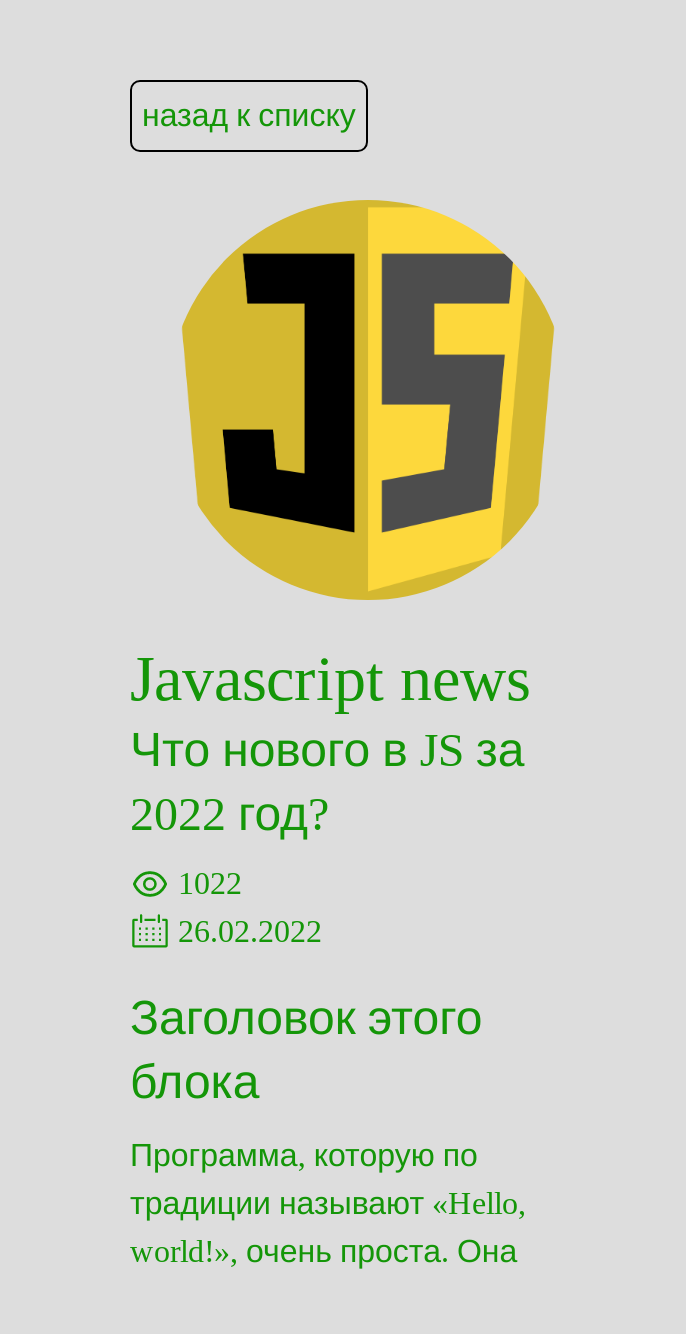 назад к списку
JS
Javascript news
Что нового в JS за
2022 год?
1022
26.02.2022
Заголовок этого
блока
Программа, которую по
традиции называют «Hello,
world!», очень проста. Она